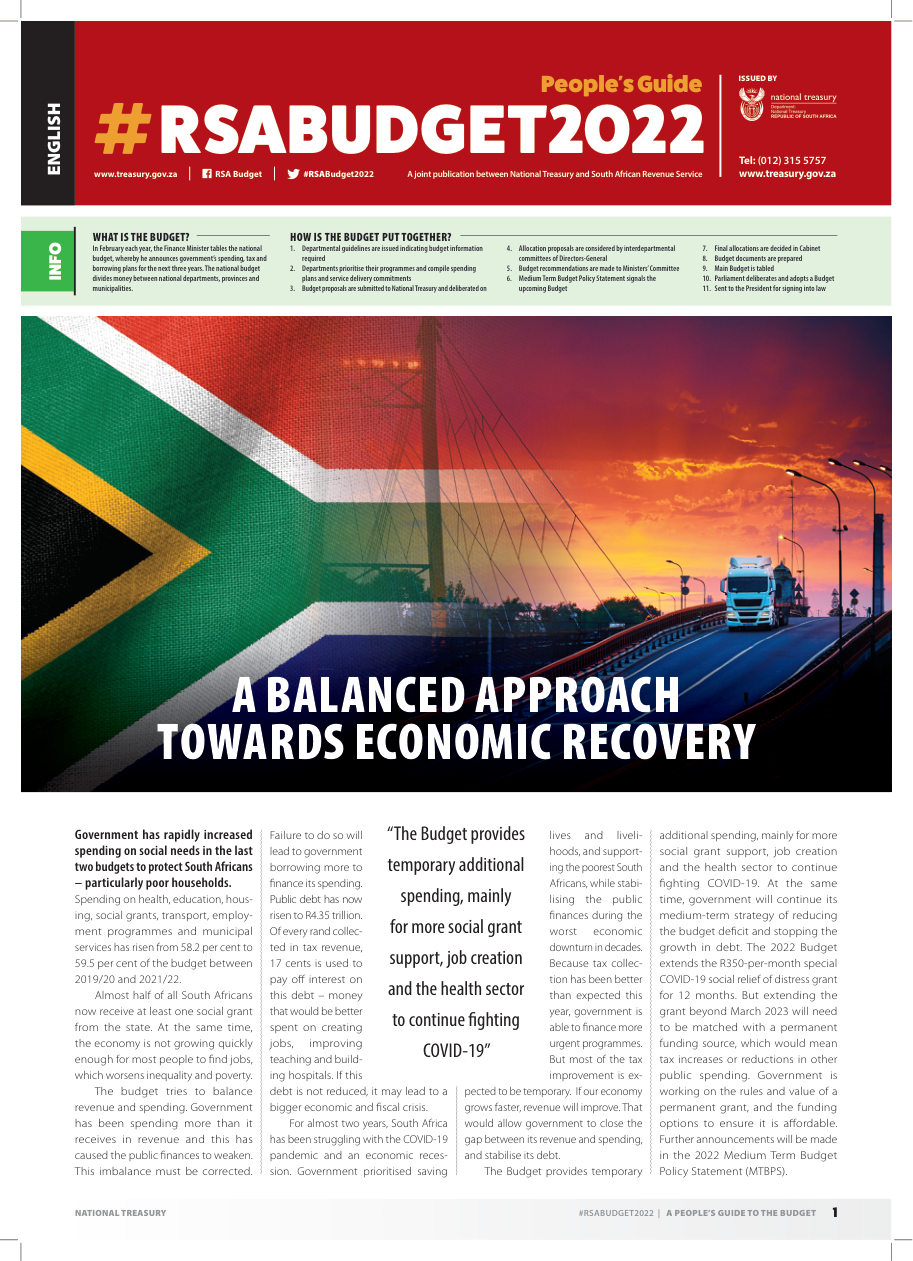 ENGLISH
People's Guide
#RSABUDGET2022
www.treasury.gov.za
RSA Budget
#RSABudget2022
A joint publication between National Treasury and South African Revenue Service
ISSUED BY
national treasury
Department:
National Treasury
REPUBLIC OF SOUTH AFRICA
Tel: (012) 315 5757
www.treasury.gov.za
INFO
WHAT IS THE BUDGET?
In February each year, the Finance Minister tables the national
budget, whereby he announces government's spending, tax and
borrowing plans for the next three years. The national budget
divides money between national departments, provinces and
municipalities.
HOW IS THE BUDGET PUT TOGETHER?
1. Departmental guidelines are issued indicating budget information
required
2. Departments prioritise their programmes and compile spending
plans and service delivery commitments
3. Budget proposals are submitted to National Treasury and deliberated on
4. Allocation proposals are considered by interdepartmental
committees of Directors-General
5. Budget recommendations are made to Ministers' Committee
6. Medium Term Budget Policy Statement signals the
upcoming Budget
7. Final allocations are decided in Cabinet
8. Budget documents are prepared
9. Main Budget is tabled
10. Parliament deliberates and adopts a Budget
11. Sent to the President for signing into law
A BALANCED APPROACH
TOWARDS ECONOMIC RECOVERY
Government has rapidly increased
spending on social needs in the last
two budgets to protect South Africans
– particularly poor households.
Spending on health, education, hous-
ing, social grants, transport, employ-
ment programmes and municipal
services has risen from 58.2 per cent to
59.5 per cent of the budget between
2019/20 and 2021/22.
Almost half of all South Africans
now receive at least one social grant
from the state. At the same time,
the economy is not growing quickly
enough for most people to find jobs,
which worsens inequality and poverty.
The budget tries to balance
revenue and spending. Government
has been spending more than it
receives in revenue and this has
caused the public finances to weaken.
This imbalance must be corrected.
Failure to do so will
lead to government
borrowing more to
finance its spending.
Public debt has now
risen to R4.35 trillion.
Of every rand collec-
ted in tax revenue,
17 cents is used to
pay off interest on
this debt – money
that would be better
spent on creating
jobs, improving
teaching and build-
ing hospitals. If this
debt is not reduced, it may lead to a
bigger economic and fiscal crisis.
For almost two years, South Africa
has been struggling with the COVID-19
pandemic and an economic reces-
sion. Government prioritised saving
“The Budget provides
temporary additional
spending, mainly
for more social grant
support, job creation
and the health sector
to continue fighting
COVID-19”
lives and liveli-
hoods, and support-
ing the poorest South
Africans, while stabi-
lising the public
finances during the
worst economic
downturn in decades.
Because tax collec-
tion has been better
than expected this
year, government is
able to finance more
urgent programmes.
But most of the tax
improvement is ex-
pected to be temporary. If our economy
grows faster, revenue will improve. That
would allow government to close the
gap between its revenue and spending,
and stabilise its debt.
The Budget provides temporary
additional spending, mainly for more
social grant support, job creation
and the health sector to continue
fighting COVID-19. At the same
time, government will continue its
medium-term strategy of reducing
the budget deficit and stopping the
growth in debt. The 2022 Budget
extends the R350-per-month special
COVID-19 social relief of distress grant
for 12 months. But extending the
grant beyond March 2023 will need
to be matched with a permanent
funding source, which would mean
tax increases or reductions in other
public spending. Government is
working on the rules and value of a
permanent grant, and the funding
options to ensure it is affordable.
Further announcements will be made
in the 2022 Medium Term Budget
Policy Statement (MTBPS).
NATIONAL TREASURY
#RSABUDGET2022 | A PEOPLE'S GUIDE TO THE BUDGET 1